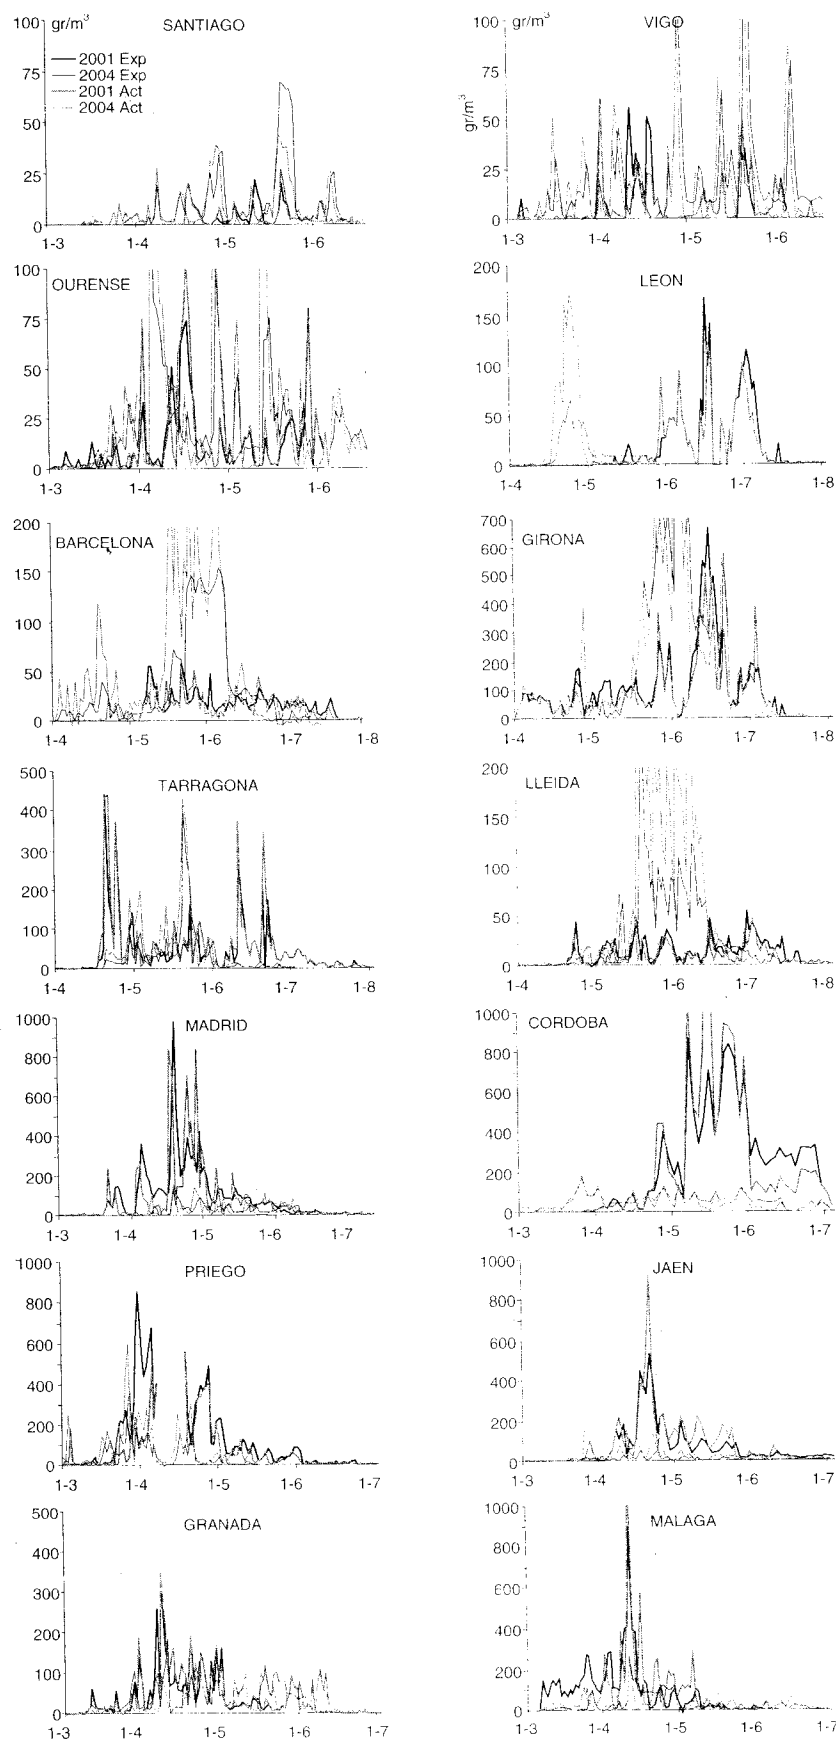 100 gr/m³ SANTIAGO
2001 Exp
75
2004 Exp
2001 Act
2004 Act
50
25
0
1-3 1-4 1-5 1-6
100 gr/m³ VIGO
75
gr/m³
50
25
0
1-3 1-4 1-5 1-6
100
OURENSE
75
50
25
0
1-3 1-4 1-5 1-6
200
LEON
150
100
50
0
1-4 1-5 1-6 1-7 1-8
200
BARCELONA
150
100
50
0
1-4 1-5 1-6 1-7 1-8
700
GIRONA
600
500
400
300
200
100
0
1-4 1-5 1-6 1-7 1-8
500
TARRAGONA
400
300
200
100
0
1-4 1-5 1-6 1-7 1-8
200
LLEIDA
150
100
50
0
1-4 1-5 1-6 1-7 1-8
1000
MADRID
800
600
400
200
0
1-3 1-4 1-5 1-6 1-7
1000
CORDOBA
800
600
400
200
0
1-3 1-4 1-5 1-6 1-7
1000
PRIEGO
800
600
400
200
0
1-3 1-4 1-5 1-6 1-7
1000
JAEN
800
600
400
200
0
1-3 1-4 1-5 1-6 1-7
500
GRANADA
400
300
200
100
0
1-3 1-4 1-5 1-6 1-7
1000
MALAGA
800
600
400
200
0
1-3 1-4 1-5 1-6 1-7